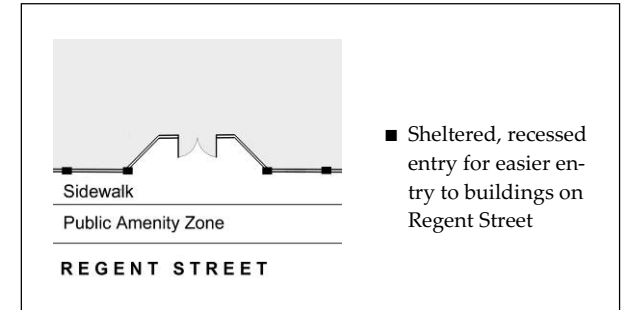 Sidewalk
Public Amenity Zone
REGENT STREET
■ Sheltered, recessed
entry for easier en-
try to buildings on
Regent Street